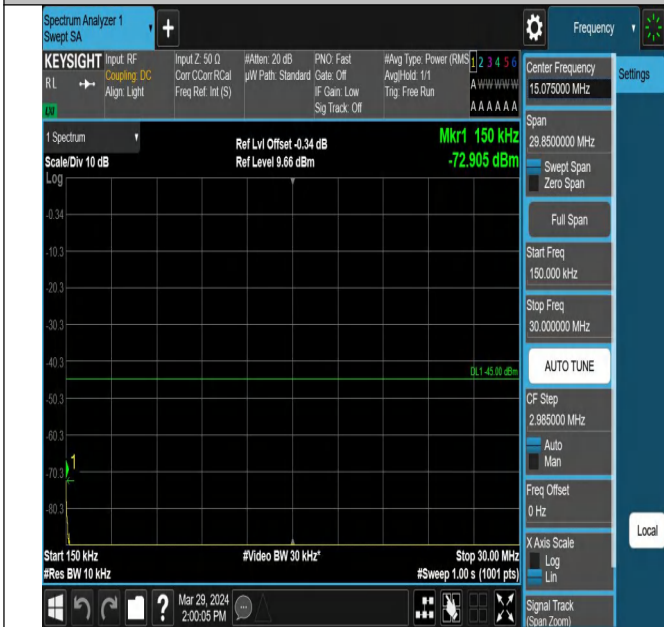 Spectrum Analyzer 1
Swept SA
+
Frequency
KEYSIGHT
RL
LXI
Input: RF
Coupling: DC
Align: Light
Input Z: 50 Ω
Corr CCorr RCal
Freq Ref: Int (S)
#Atten: 20 dB
µW Path: Standard
PNO: Fast
Gate: Off
IF Gain: Low
Sig Track: Off
#Avg Type: Power (RMS
Avg|Hold: 1/1
Trig: Free Run
1 2 3 4 5 6
A W W W W W
A A A A A A
1 Spectrum
Scale/Div 10 dB
Log
Ref Lvl Offset -0.34 dB
Ref Level 9.66 dBm
Mkr1 150 kHz
-72.905 dBm
-0.34
-10.3
-20.3
-30.3
-40.3
DL1 -45.00 dBm
-50.3
-60.3
-70.3
1
-80.3
Start 150 kHz
#Video BW 30 kHz*
Stop 30.00 MHz
#Res BW 10 kHz
#Sweep 1.00 s (1001 pts)
?
Mar 29, 2024
2:00:05 PM
Center Frequency
15.075000 MHz
Settings
Span
29.8500000 MHz
Swept Span
Zero Span
Full Span
Start Freq
150.000 kHz
Stop Freq
30.000000 MHz
AUTO TUNE
CF Step
2.985000 MHz
Auto
Man
Freq Offset
0 Hz
Local
X Axis Scale
Log
Lin
Signal Track
(Span Zoom)